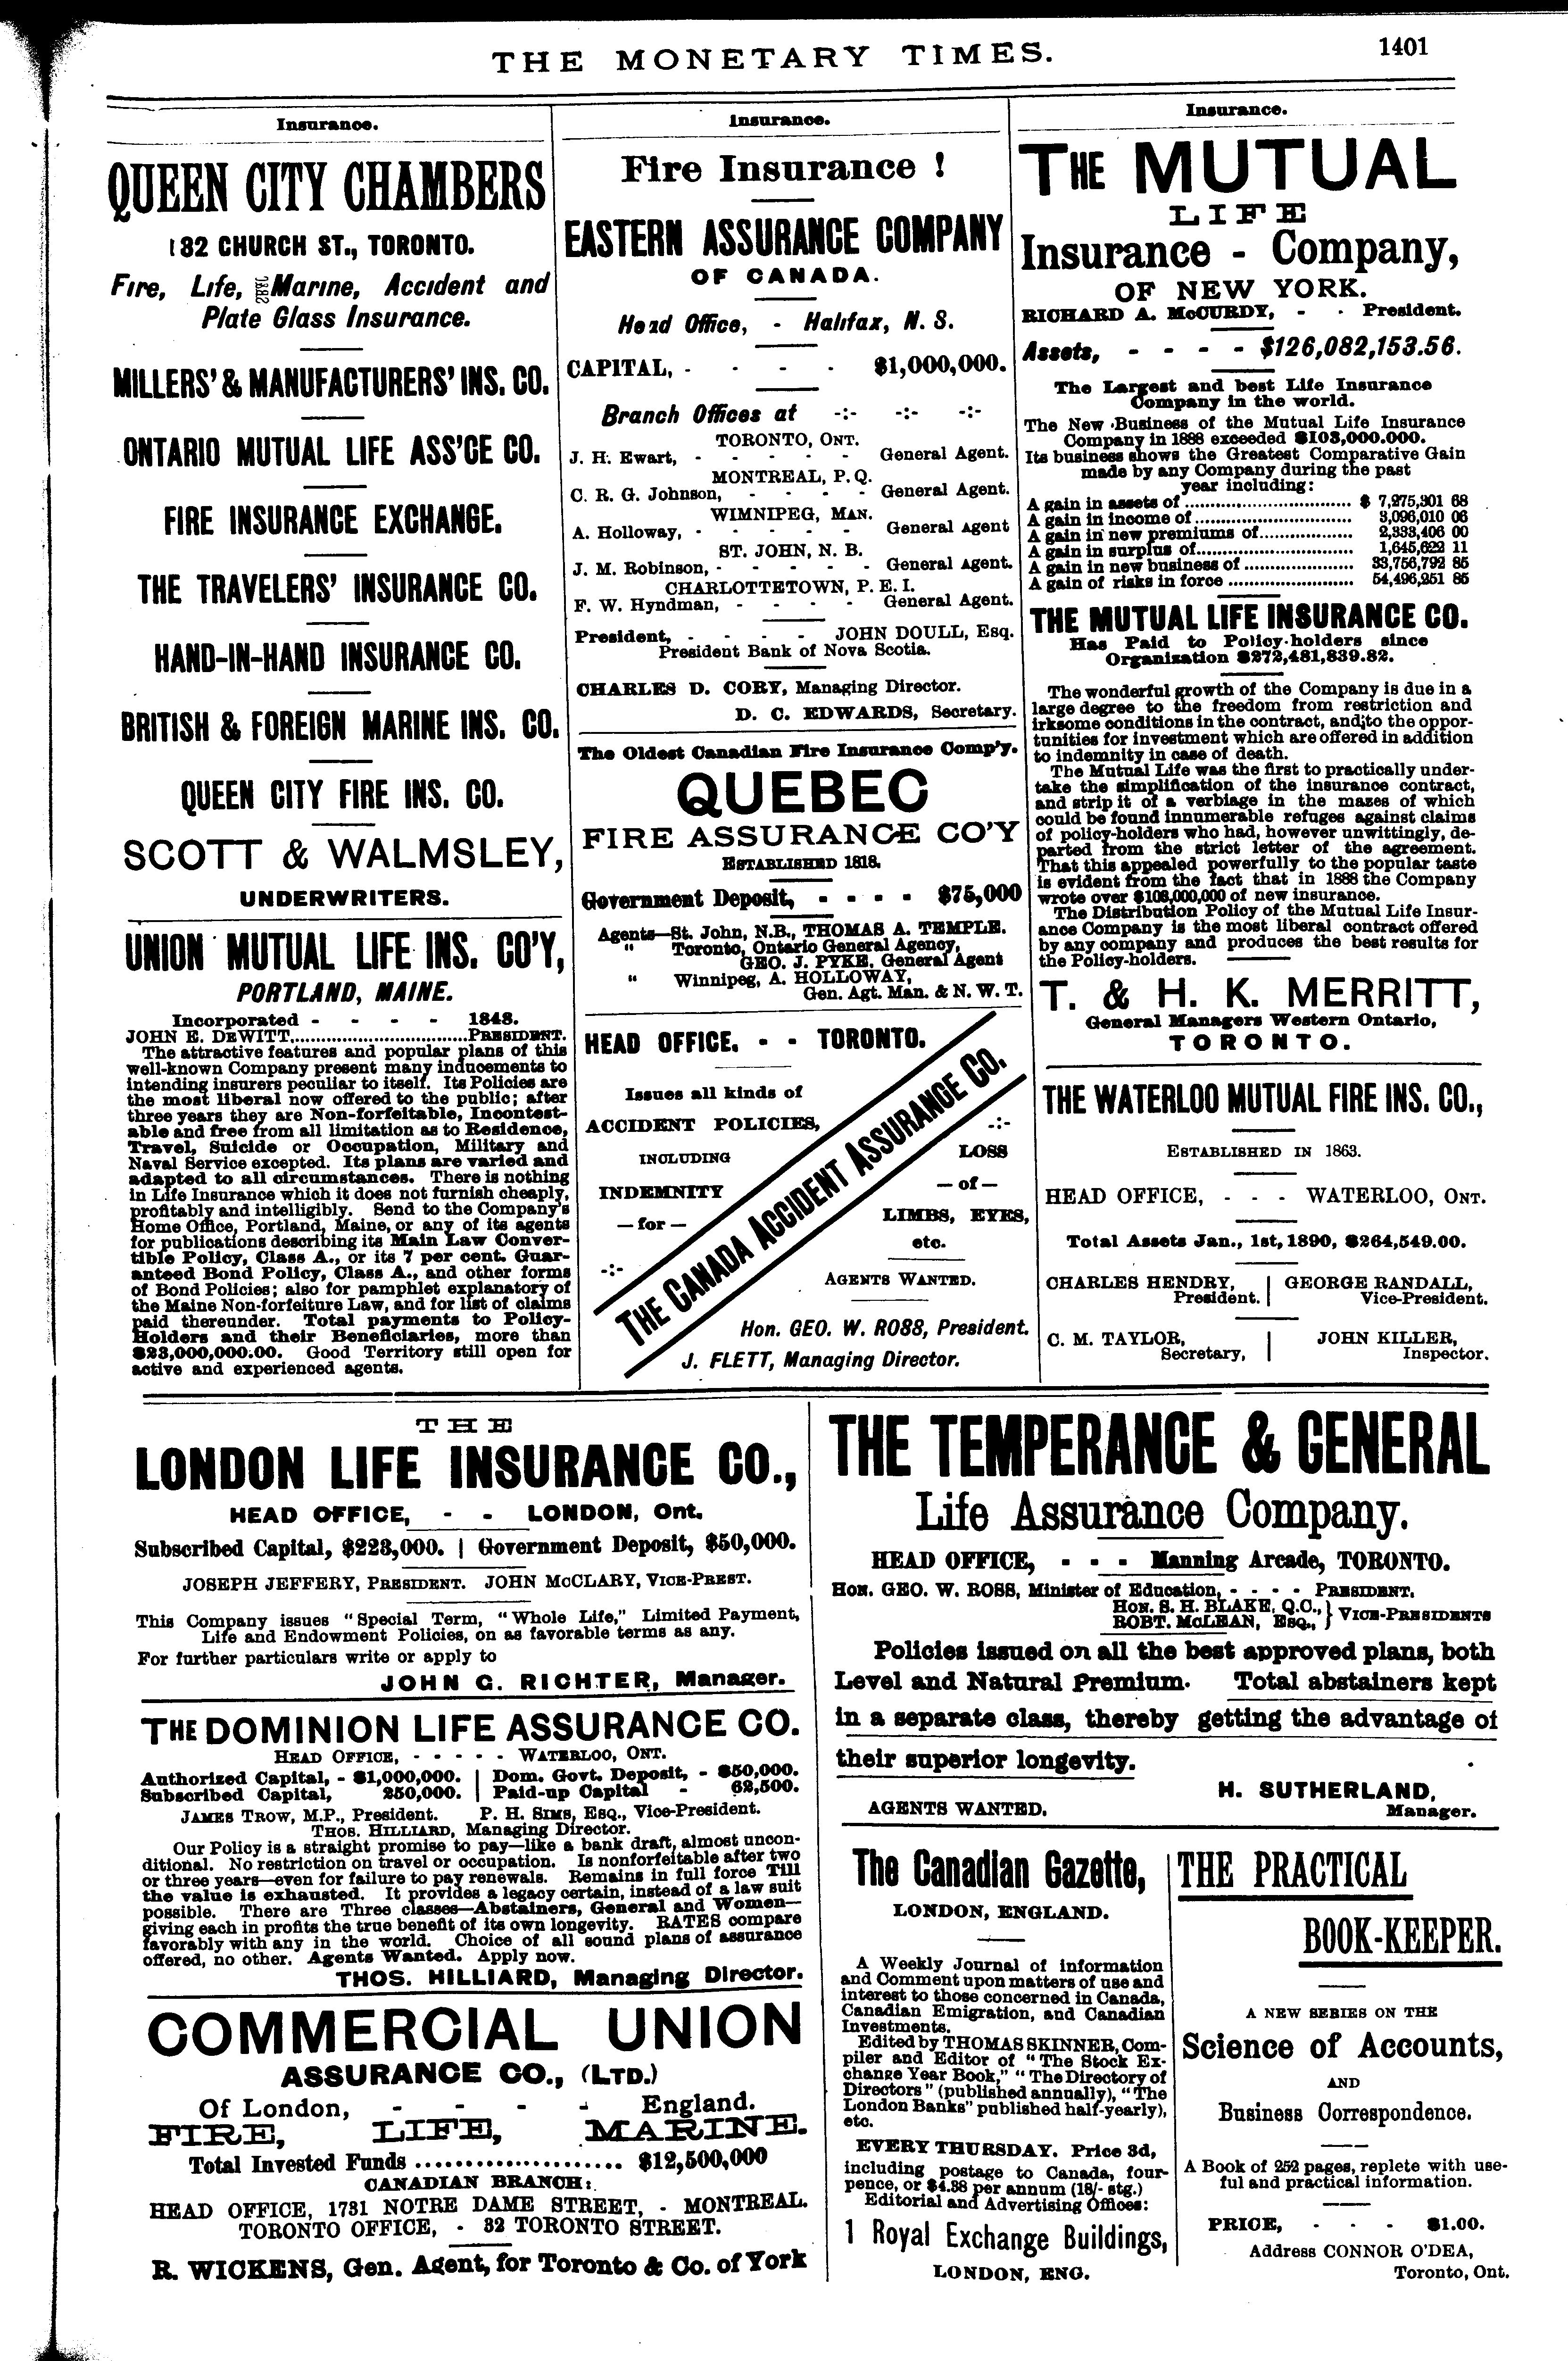 THE MONETARY TIMES.
1401
Insurance.
QUEEN CITY CHAMBERS
32 CHURCH ST., TORONTO.
Fire, Life, Marine, Accident and
Plate Glass Insurance.
MILLERS' & MANUFACTURERS' INS. CO.
ONTARIO MUTUAL LIFE ASS'CE CO.
FIRE INSURANCE EXCHANGE.
THE TRAVELERS' INSURANCE CO.
HAND-IN-HAND INSURANCE CO.
BRITISH & FOREIGN MARINE INS. CO.
QUEEN CITY FIRE INS. CO.
SCOTT & WALMSLEY,
UNDERWRITERS.
UNION MUTUAL LIFE INS. CO'Y,
PORTLAND, MAINE.
Incorporated - - - - 1848.
JOHN E. DEWITT.................................PRESIDENT.
The attractive features and popular plans of this
well-known Company present many inducements to
intending insurers peculiar to itself. Its Policies are
the most liberal now offered to the public; after
three years they are Non-forfeitable, Incontest-
able and free from all limitation as to Residence,
Travel, Suicide or Occupation, Military and
Naval Service excepted. Its plans are varied and
adapted to all circumstances. There is nothing
in Life Insurance which it does not furnish cheaply,
profitably and intelligibly. Send to the Company's
Home Office, Portland, Maine, or any of its agents
for publications describing its Main Law Conver-
tible Policy, Class A., or its 7 per cent. Guar-
anteed Bond Policy, Class A., and other forms
of Bond Policies; also for pamphlet explanatory of
the Maine Non-forfeiture Law, and for list of claims
paid thereunder. Total payments to Policy-
Holders and their Beneficiaries, more than
$23,000,000.00. Good Territory still open for
active and experienced agents.
Insurance.
Fire Insurance !
EASTERN ASSURANCE COMPANY
OF CANADA.
Head Office, - Halifax, N. S.
CAPITAL, - - - - $1,000,000.
Branch Offices at -:- -:- -:-
TORONTO, ONT.
J. H. Ewart, - - - - - General Agent.
MONTREAL, P. Q.
C. R. G. Johnson, - - - - General Agent.
WIMNIPEG, MAN.
A. Holloway, - - - - - General Agent
ST. JOHN, N. B.
J. M. Robinson, - - - - - General Agent.
CHARLOTTETOWN, P. E. I.
F. W. Hyndman, - - - - General Agent.
President, - - - - JOHN DOULL, Esq.
President Bank of Nova Scotia.
CHARLES D. CORY, Managing Director.
D. C. EDWARDS, Secretary.
The Oldest Canadian Fire Insurance Comp'y.
QUEBEC
FIRE ASSURANCE CO'Y
ESTABLISHED 1818.
Government Deposit, - - - - $75,000
Agents—St. John, N.B., THOMAS A. TEMPLE.
" Toronto, Ontario General Agency,
GEO. J. PYKE, General Agent
" Winnipeg, A. HOLLOWAY,
Gen. Agt. Man. & N. W. T.
HEAD OFFICE. - - TORONTO.
Issues all kinds of
ACCIDENT POLICIES,
INCLUDING
INDEMNITY
— for —
-:-
THE CANADA ACCIDENT ASSURANCE CO.
-:-
LOSS
— of —
LIMBS, EYES,
etc.
AGENTS WANTED.
Hon. GEO. W. ROSS, President.
J. FLETT, Managing Director.
Insurance.
THE MUTUAL
LIFE
Insurance - Company,
OF NEW YORK.
RICHARD A. McCURDY, - - President.
Assets, - - - - $126,082,153.56.
The Largest and best Life Insurance
Company in the world.
The New Business of the Mutual Life Insurance
Company in 1888 exceeded $103,000.000.
Its business shows the Greatest Comparative Gain
made by any Company during the past
year including:
A gain in assets of .................................. $ 7,275,301 68
A gain in income of ................................ 3,096,010 06
A gain in new premiums of................... 2,333,406 00
A gain in surplus of................................ 1,645,622 11
A gain in new business of ...................... 33,756,792 85
A gain of risks in force ......................... 54,496,251 85
THE MUTUAL LIFE INSURANCE CO.
Has Paid to Policy-holders since
Organization $272,481,839.82.
The wonderful growth of the Company is due in a
large degree to the freedom from restriction and
irksome conditions in the contract, and to the oppor-
tunities for investment which are offered in addition
to indemnity in case of death.
The Mutual Life was the first to practically under-
take the simplification of the insurance contract,
and strip it of a verbiage in the mazes of which
could be found innumerable refuges against claims
of policy-holders who had, however unwittingly, de-
parted from the strict letter of the agreement.
That this appealed powerfully to the popular taste
is evident from the fact that in 1888 the Company
wrote over $103,000,000 of new insurance.
The Distribution Policy of the Mutual Life Insur-
ance Company is the most liberal contract offered
by any company and produces the best results for
the Policy-holders.
T. & H. K. MERRITT,
General Managers Western Ontario,
TORONTO.
THE WATERLOO MUTUAL FIRE INS. CO.,
ESTABLISHED IN 1863.
HEAD OFFICE, - - - WATERLOO, ONT.
Total Assets Jan., 1st, 1890, $264,549.00.
CHARLES HENDRY, | GEORGE RANDALL,
President. | Vice-President.
C. M. TAYLOR, | JOHN KILLER,
Secretary, | Inspector.
THE
LONDON LIFE INSURANCE CO.,
HEAD OFFICE, - - LONDON, Ont.
Subscribed Capital, $223,000. | Government Deposit, $50,000.
JOSEPH JEFFERY, PRESIDENT. JOHN McCLARY, VICE-PREST.
This Company issues "Special Term, "Whole Life," Limited Payment,
Life and Endowment Policies, on as favorable terms as any.
For further particulars write or apply to
JOHN G. RICHTER, Manager.
THE DOMINION LIFE ASSURANCE CO.
HEAD OFFICE, - - - - - WATERLOO, ONT.
Authorized Capital, - $1,000,000. | Dom. Govt. Deposit, - $50,000.
Subscribed Capital, 250,000. | Paid-up Capital - 62,500.
JAMES TROW, M.P., President. P. H. SIMS, ESQ., Vice-President.
THOS. HILLIARD, Managing Director.
Our Policy is a straight promise to pay—like a bank draft, almost uncon-
ditional. No restriction on travel or occupation. Is nonforfeitable after two
or three years—even for failure to pay renewals. Remains in full force Till
the value is exhausted. It provides a legacy certain, instead of a law suit
possible. There are Three classes—Abstainers, General and Women—
giving each in profits the true benefit of its own longevity. RATES compare
favorably with any in the world. Choice of all sound plans of assurance
offered, no other. Agents Wanted. Apply now.
THOS. HILLIARD, Managing Director.
COMMERCIAL UNION
ASSURANCE CO., (LTD.)
Of London, - - - - England.
FIRE, LIFE, MARINE.
Total Invested Funds ..................... $12,500,000
CANADIAN BRANCH:
HEAD OFFICE, 1731 NOTRE DAME STREET, - MONTREAL.
TORONTO OFFICE, - 32 TORONTO STREET.
R. WICKENS, Gen. Agent, for Toronto & Co. of York
THE TEMPERANCE & GENERAL
Life Assurance Company.
HEAD OFFICE, - - - Manning Arcade, TORONTO.
HON. GEO. W. ROSS, Minister of Education, - - - - PRESIDENT.
HON. S. H. BLAKE, Q.C., } VICE-PRESIDENTS
ROBT. McLEAN, ESQ., }
Policies issued on all the best approved plans, both
Level and Natural Premium. Total abstainers kept
in a separate class, thereby getting the advantage of
their superior longevity.
H. SUTHERLAND,
AGENTS WANTED. Manager.
The Canadian Gazette,
LONDON, ENGLAND.
A Weekly Journal of information
and Comment upon matters of use and
interest to those concerned in Canada,
Canadian Emigration, and Canadian
Investments.
Edited by THOMAS SKINNER, Com-
piler and Editor of "The Stock Ex-
change Year Book," "The Directory of
Directors" (published annually), "The
London Banks" published half-yearly),
etc.
EVERY THURSDAY. Price 3d,
including postage to Canada, four-
pence, or $4.38 per annum (18/- stg.)
Editorial and Advertising Offices:
1 Royal Exchange Buildings,
LONDON, ENG.
THE PRACTICAL
BOOK-KEEPER.
A NEW SERIES ON THE
Science of Accounts,
AND
Business Correspondence.
A Book of 252 pages, replete with use-
ful and practical information.
PRICE, - - - $1.00.
Address CONNOR O'DEA,
Toronto, Ont.